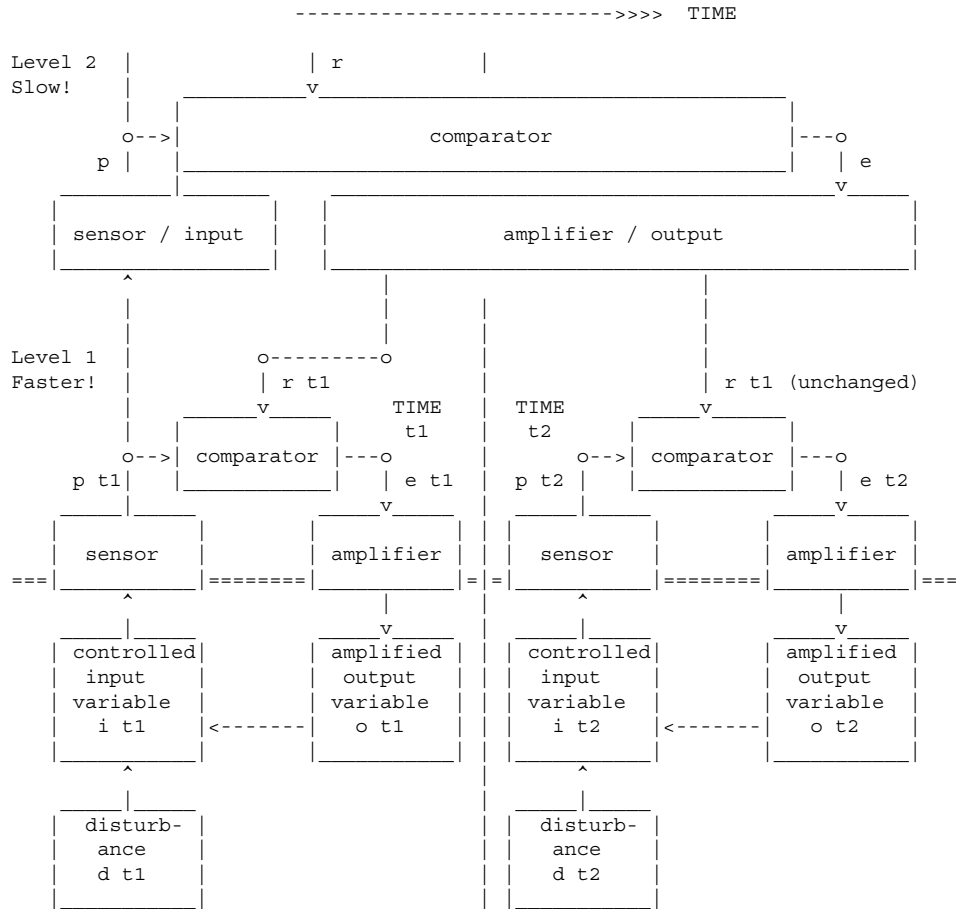 ------------------------->>>> TIME
Level 2
r
Slow!
comparator
p
e
sensor / input
amplifier / output
Level 1
Faster!
r t1
r t1 (unchanged)
TIME
TIME
t1
t2
comparator
comparator
p t1
e t1
p t2
e t2
sensor
amplifier
sensor
amplifier
controlled
input
variable
i t1
amplified
output
variable
o t1
controlled
input
variable
i t2
amplified
output
variable
o t2
disturb-
ance
d t1
disturb-
ance
d t2